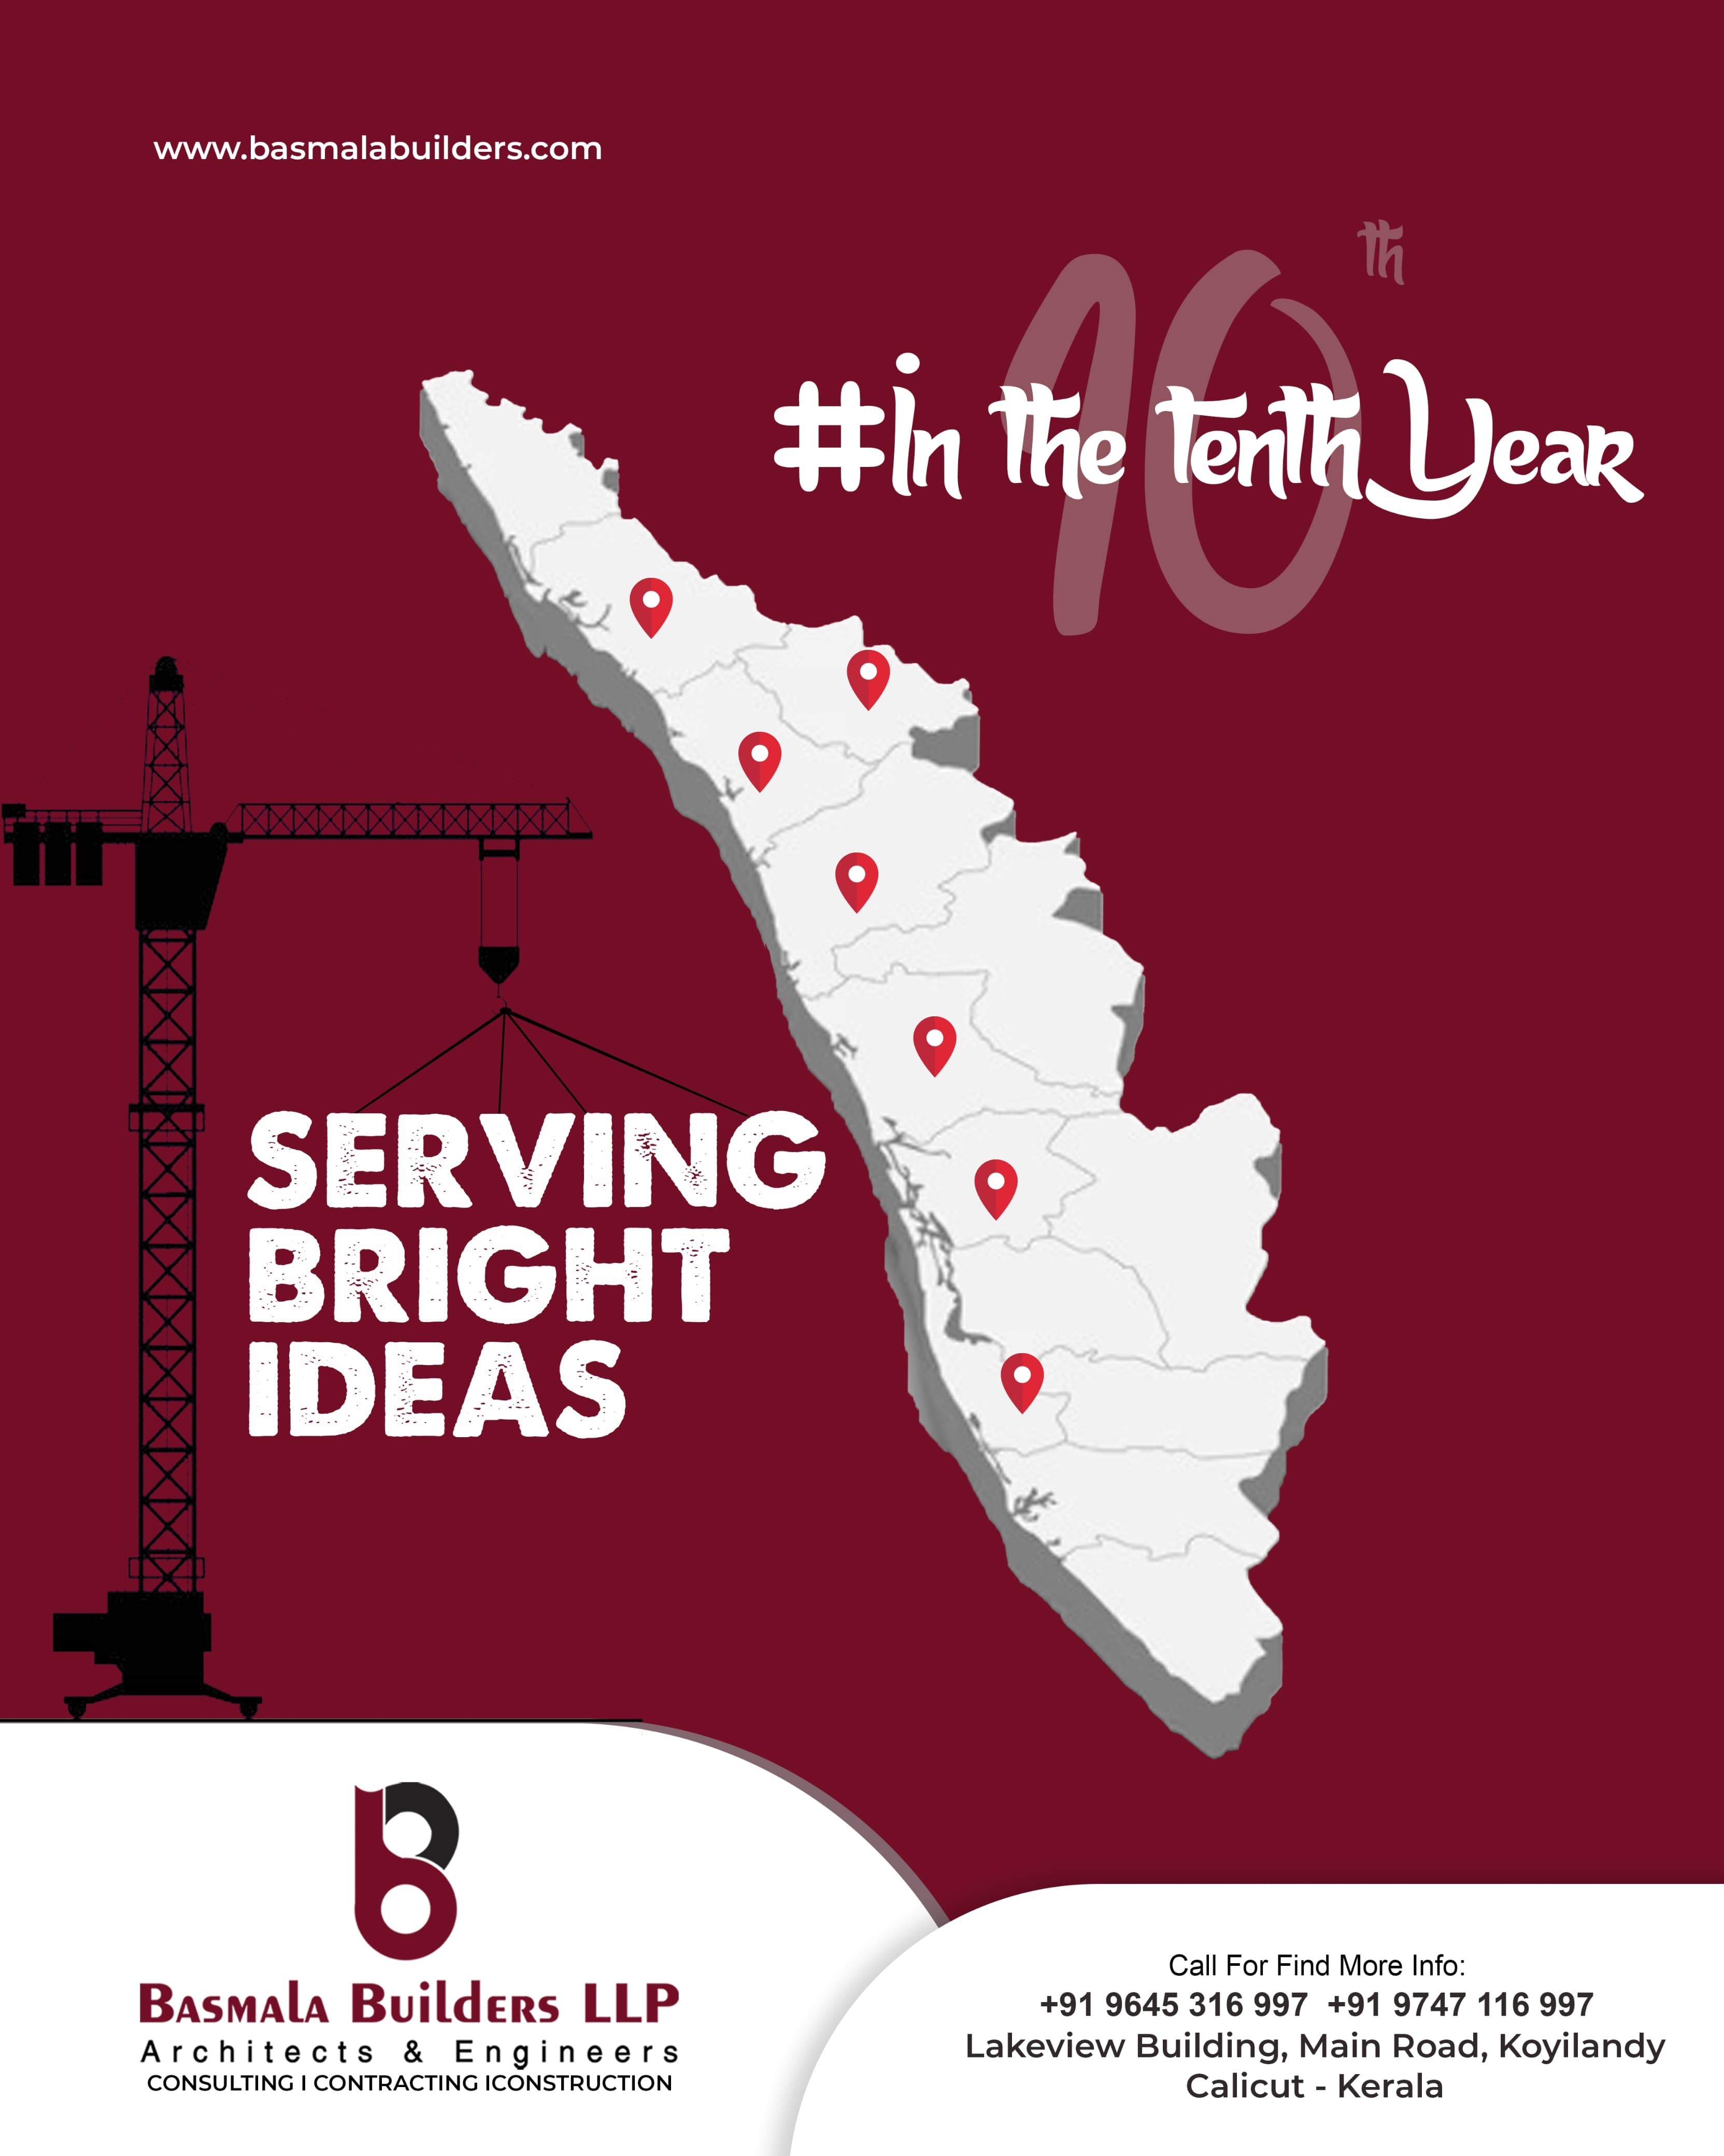 www.basmalabuilders.com
10th
#in the tenth year
SERVING
BRIGHT
IDEAS
Basmala Builders LLP
Architects & Engineers
CONSULTING I CONTRACTING ICONSTRUCTION
Call For Find More Info:
+91 9645 316 997 +91 9747 116 997
Lakeview Building, Main Road, Koyilandy
Calicut - Kerala